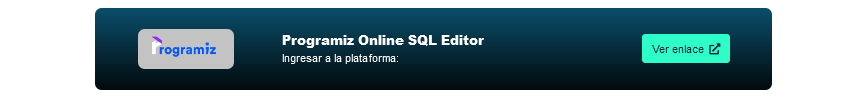 Programiz
Programiz Online SQL Editor
Ingresar a la plataforma:
Ver enlace